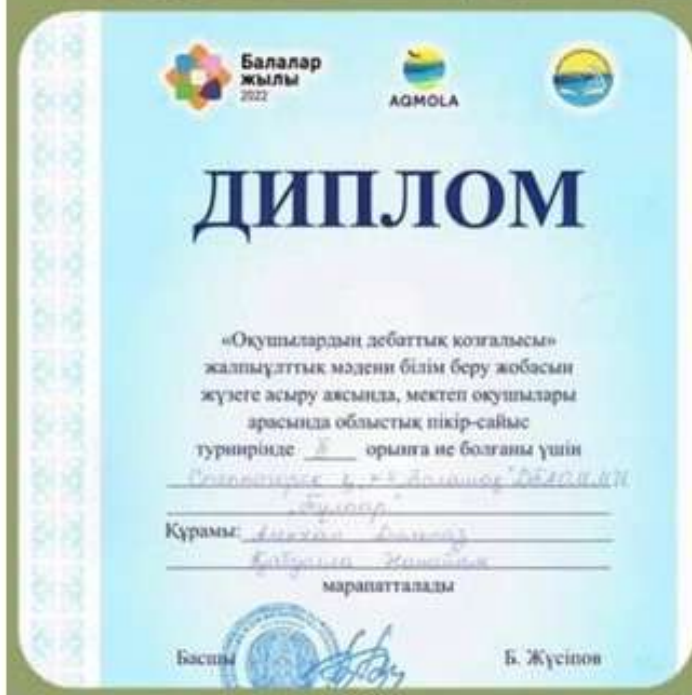 Балалар
жылы
2022
AQMOLA
ДИПЛОМ
«Оқушылардың дебаттық қозғалысы»
жалпыұлттық мәдени білім беру жобасын
жүзеге асыру аясында, мектеп оқушылары
арасында облыстық пікір-сайыс
турнирінде орынға ие болғаны үшін
Құрамы:
марапатталады
Басшы Б. Жүсіпов